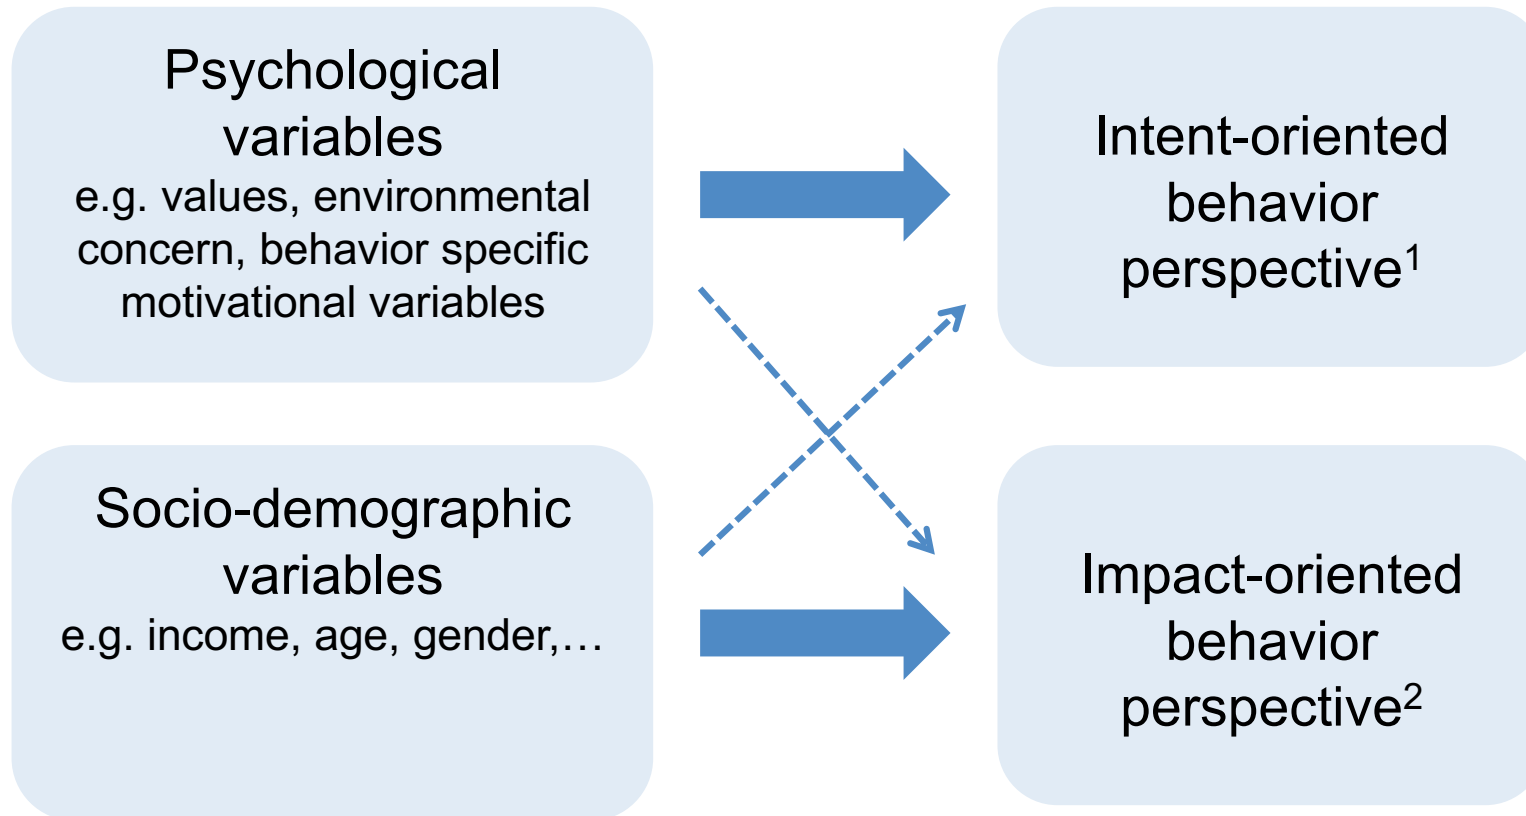 Psychological
variables
e.g. values, environmental
concern, behavior specific
motivational variables
Intent-oriented
behavior
perspective¹
Socio-demographic
variables
e.g. income, age, gender,…
Impact-oriented
behavior
perspective²